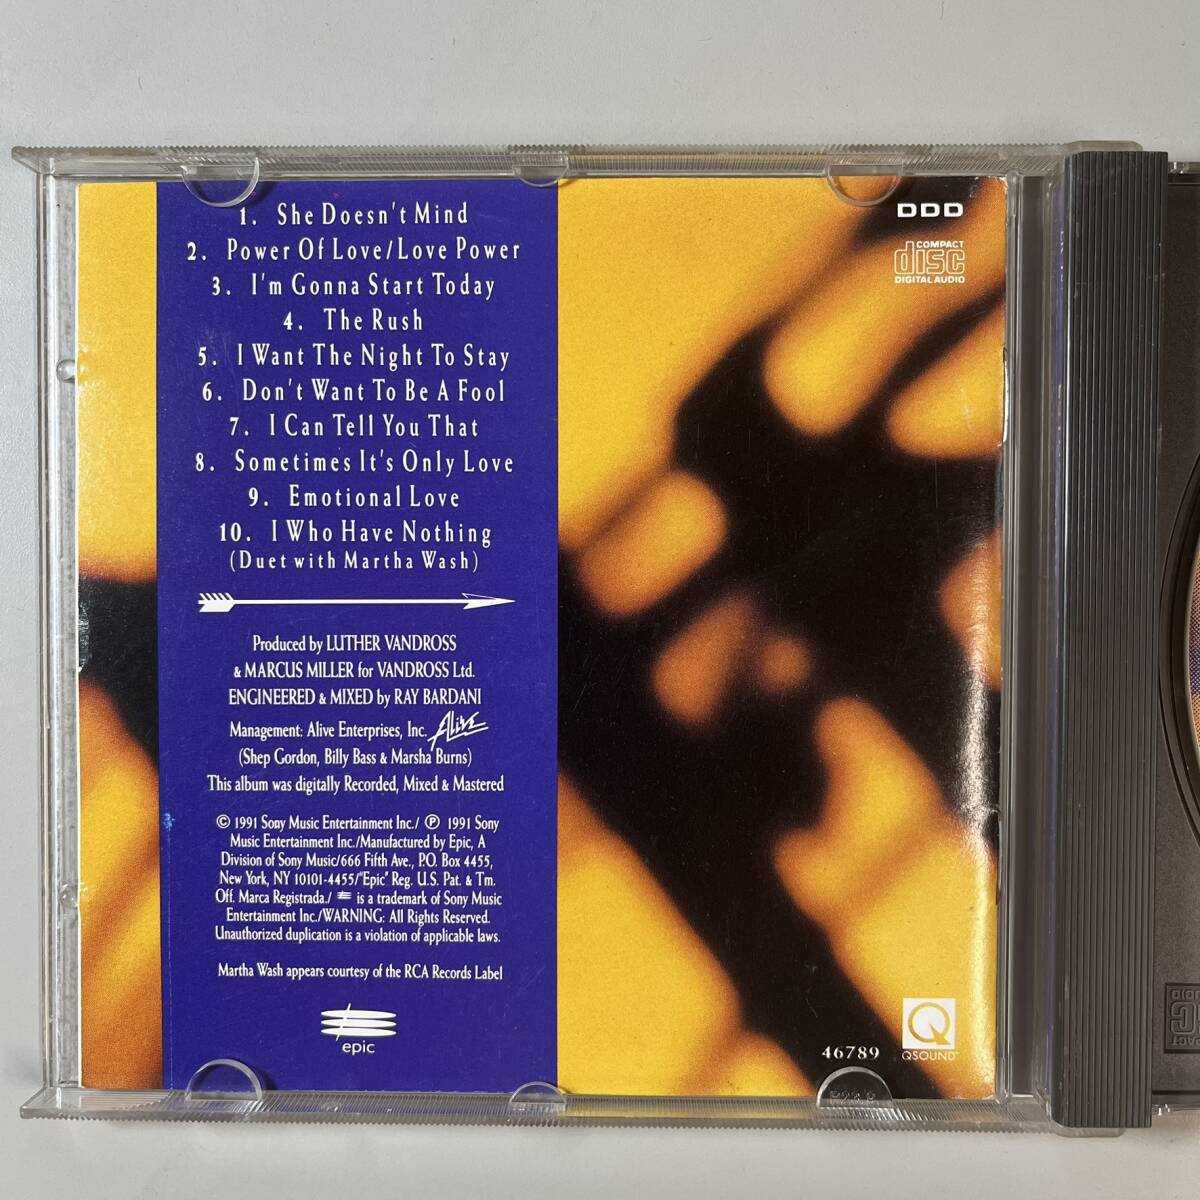 1. She Doesn't Mind
2. Power Of Love/Love Power
3. I'm Gonna Start Today
4. The Rush
5. I Want The Night To Stay
6. Don't Want To Be A Fool
7. I Can Tell You That
8. Sometimes It's Only Love
9. Emotional Love
10. I Who Have Nothing
(Duet with Martha Wash)
Produced by LUTHER VANDROSS
& MARCUS MILLER for VANDROSS Ltd.
ENGINEERED & MIXED by RAY BARDANI
Management: Alive Enterprises, Inc. ALIVE
(Shep Gordon, Billy Bass & Marsha Burns)
This album was digitally Recorded, Mixed & Mastered
© 1991 Sony Music Entertainment Inc./ ℗ 1991 Sony
Music Entertainment Inc./Manufactured by Epic, A
Division of Sony Music/666 Fifth Ave., P.O. Box 4455,
New York, NY 10101-4455/"Epic" Reg. U.S. Pat. & Tm.
Off. Marca Registrada./ is a trademark of Sony Music
Entertainment Inc./WARNING: All Rights Reserved.
Unauthorized duplication is a violation of applicable laws.
Martha Wash appears courtesy of the RCA Records Label
epic
DDD
COMPACT
disc
DIGITAL AUDIO
46789
Q
QSOUND™